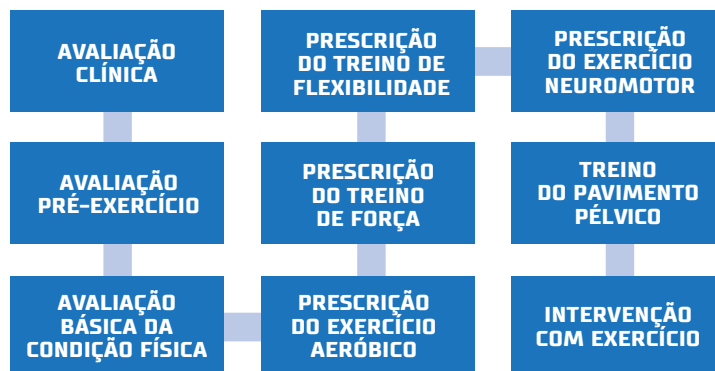 AVALIAÇÃO
CLÍNICA
AVALIAÇÃO
PRÉ-EXERCÍCIO
AVALIAÇÃO
BÁSICA DA
CONDIÇÃO FÍSICA
PRESCRIÇÃO
DO EXERCÍCIO
AERÓBICO
PRESCRIÇÃO
DO TREINO
DE FORÇA
PRESCRIÇÃO
DO TREINO DE
FLEXIBILIDADE
PRESCRIÇÃO
DO EXERCÍCIO
NEUROMOTOR
TREINO
DO PAVIMENTO
PÉLVICO
INTERVENÇÃO
COM EXERCÍCIO